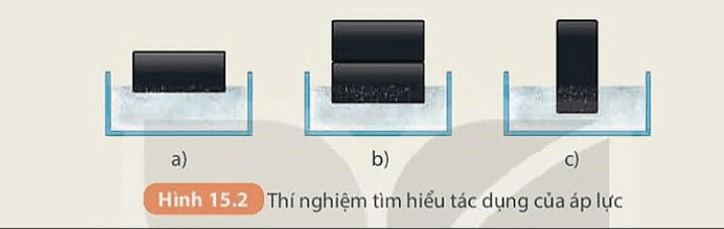 a) b) c)
Hình 15.2 Thí nghiệm tìm hiểu tác dụng của áp lực